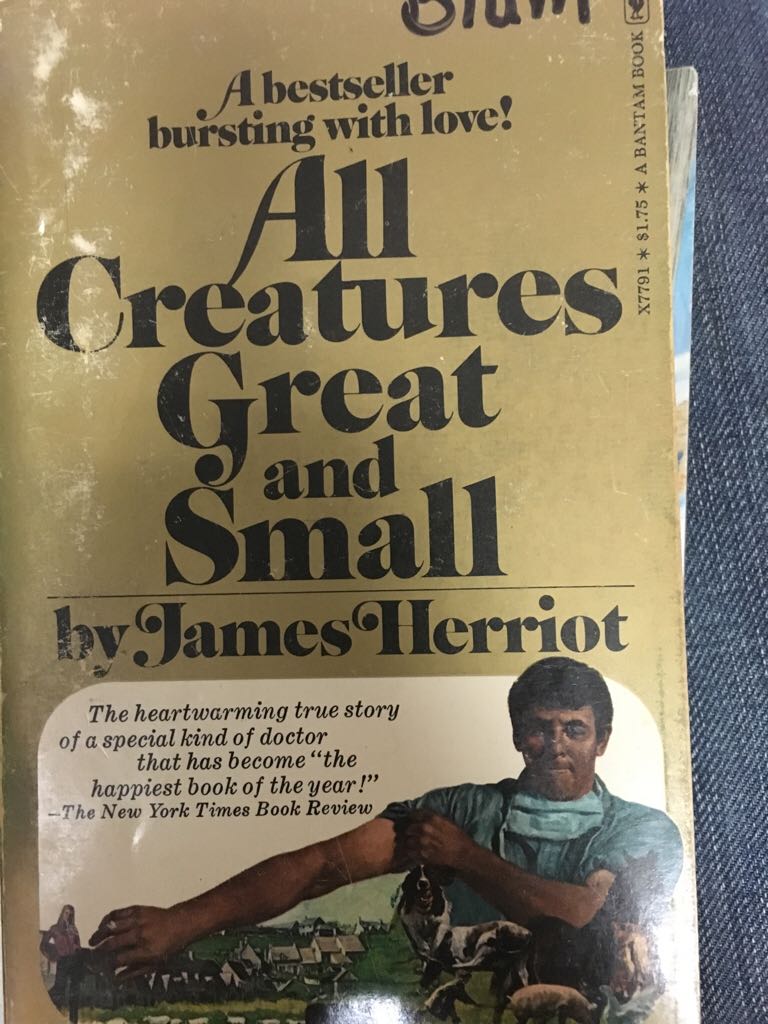 A bestseller
bursting with love!
All
Creatures
Great
and
Small
by James Herriot
The heartwarming true story
of a special kind of doctor
that has become "the
happiest book of the year!"
—The New York Times Book Review
X7791 * $1.75 * A BANTAM BOOK